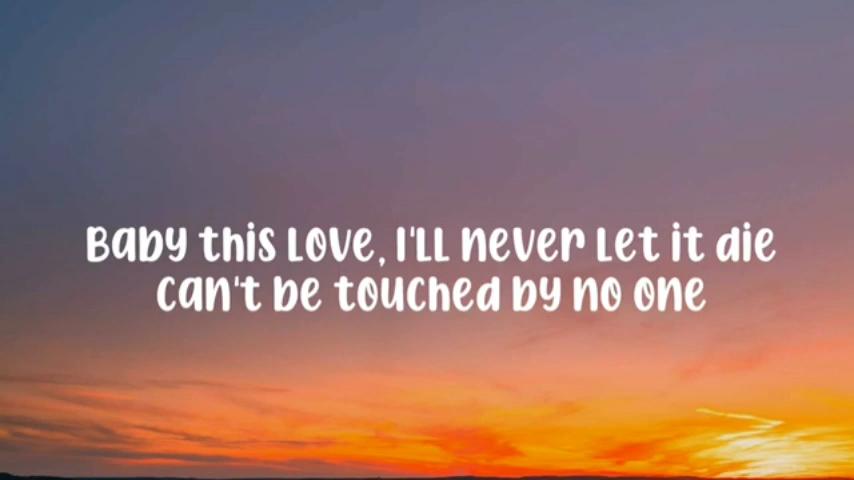 Baby this Love, I'LL never Let it die
can't be touched by no one